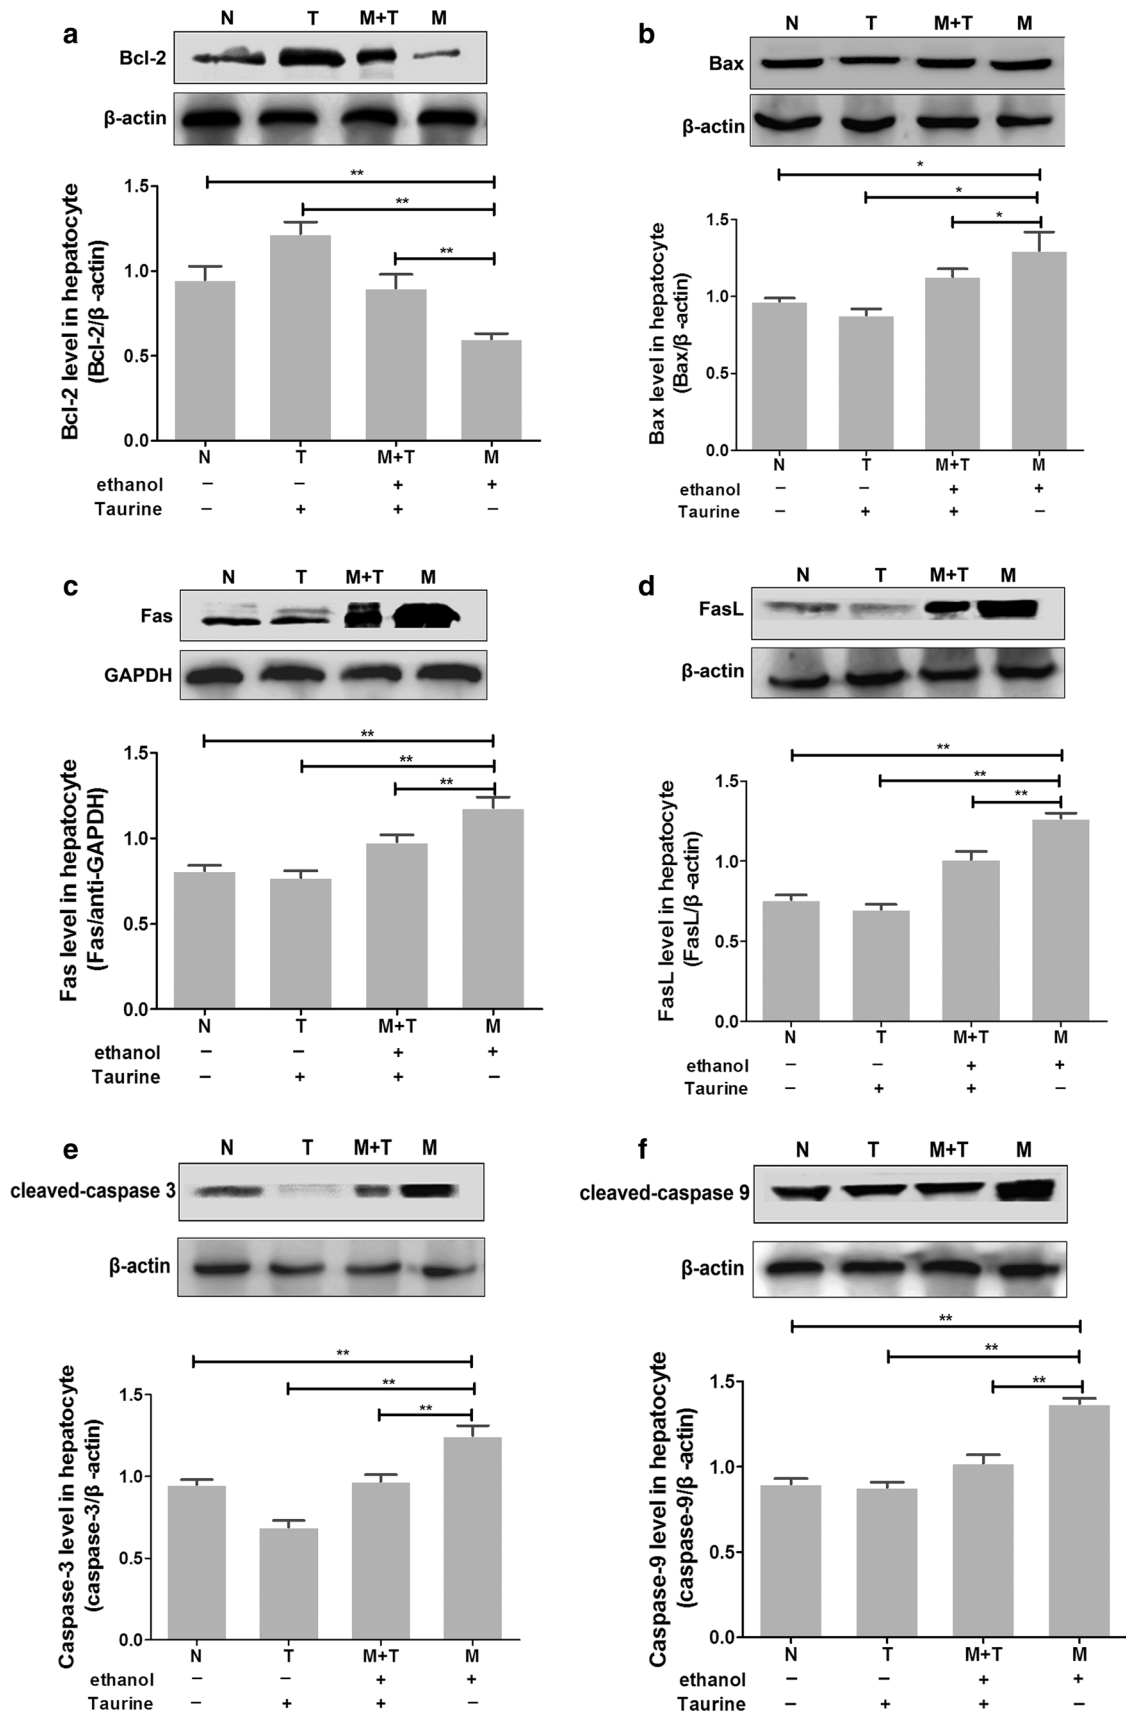 a
N T M+T M
Bcl-2
β-actin
**
**
**
Bcl-2 level in hepatocyte
(Bcl-2/β -actin)
1.5
1.0
0.5
0.0
N T M+T M
ethanol – – + +
Taurine – + + –
b
N T M+T M
Bax
β-actin
*
*
*
Bax level in hepatocyte
(Bax/β -actin)
1.5
1.0
0.5
0.0
N T M+T M
ethanol – – + +
Taurine – + + –
c
N T M+T M
Fas
GAPDH
**
**
**
Fas level in hepatocyte
(Fas/anti-GAPDH)
1.5
1.0
0.5
0.0
N T M+T M
ethanol – – + +
Taurine – + + –
d
N T M+T M
FasL
β-actin
**
**
**
FasL level in hepatocyte
(FasL/β -actin)
1.5
1.0
0.5
0.0
N T M+T M
ethanol – – + +
Taurine – + + –
e
N T M+T M
cleaved-caspase 3
β-actin
**
**
**
Caspase-3 level in hepatocyte
(caspase-3/β -actin)
1.5
1.0
0.5
0.0
N T M+T M
ethanol – – + +
Taurine – + + –
f
N T M+T M
cleaved-caspase 9
β-actin
**
**
**
Caspase-9 level in hepatocyte
(caspase-9/β -actin)
1.5
1.0
0.5
0.0
N T M+T M
ethanol – – + +
Taurine – + + –